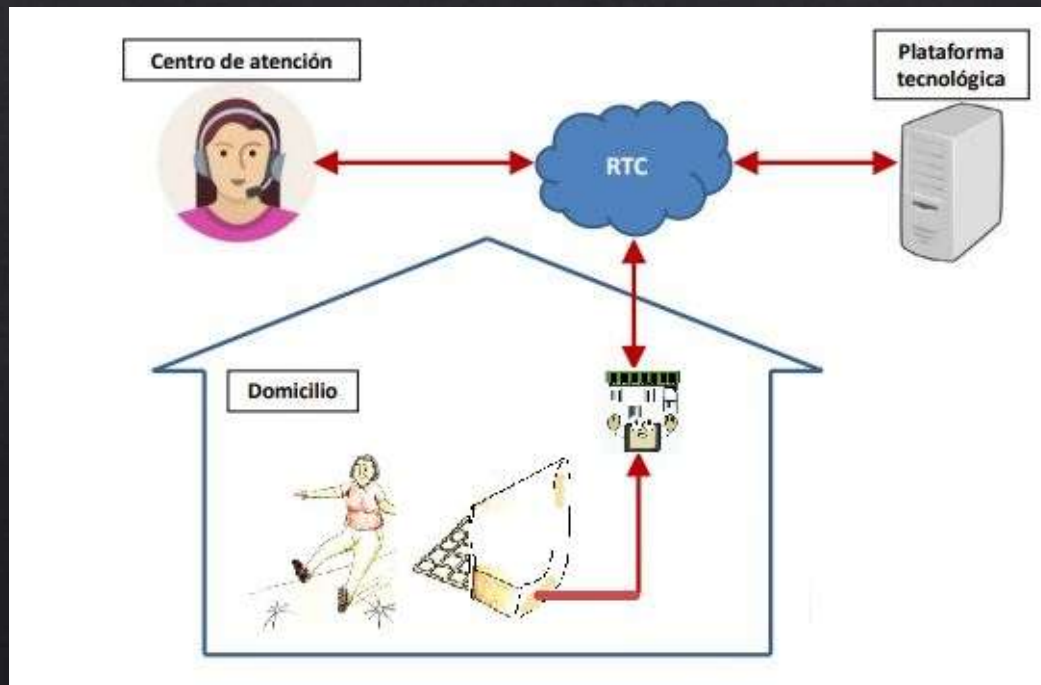 Centro de atención
Plataforma
tecnológica
RTC
Domicilio